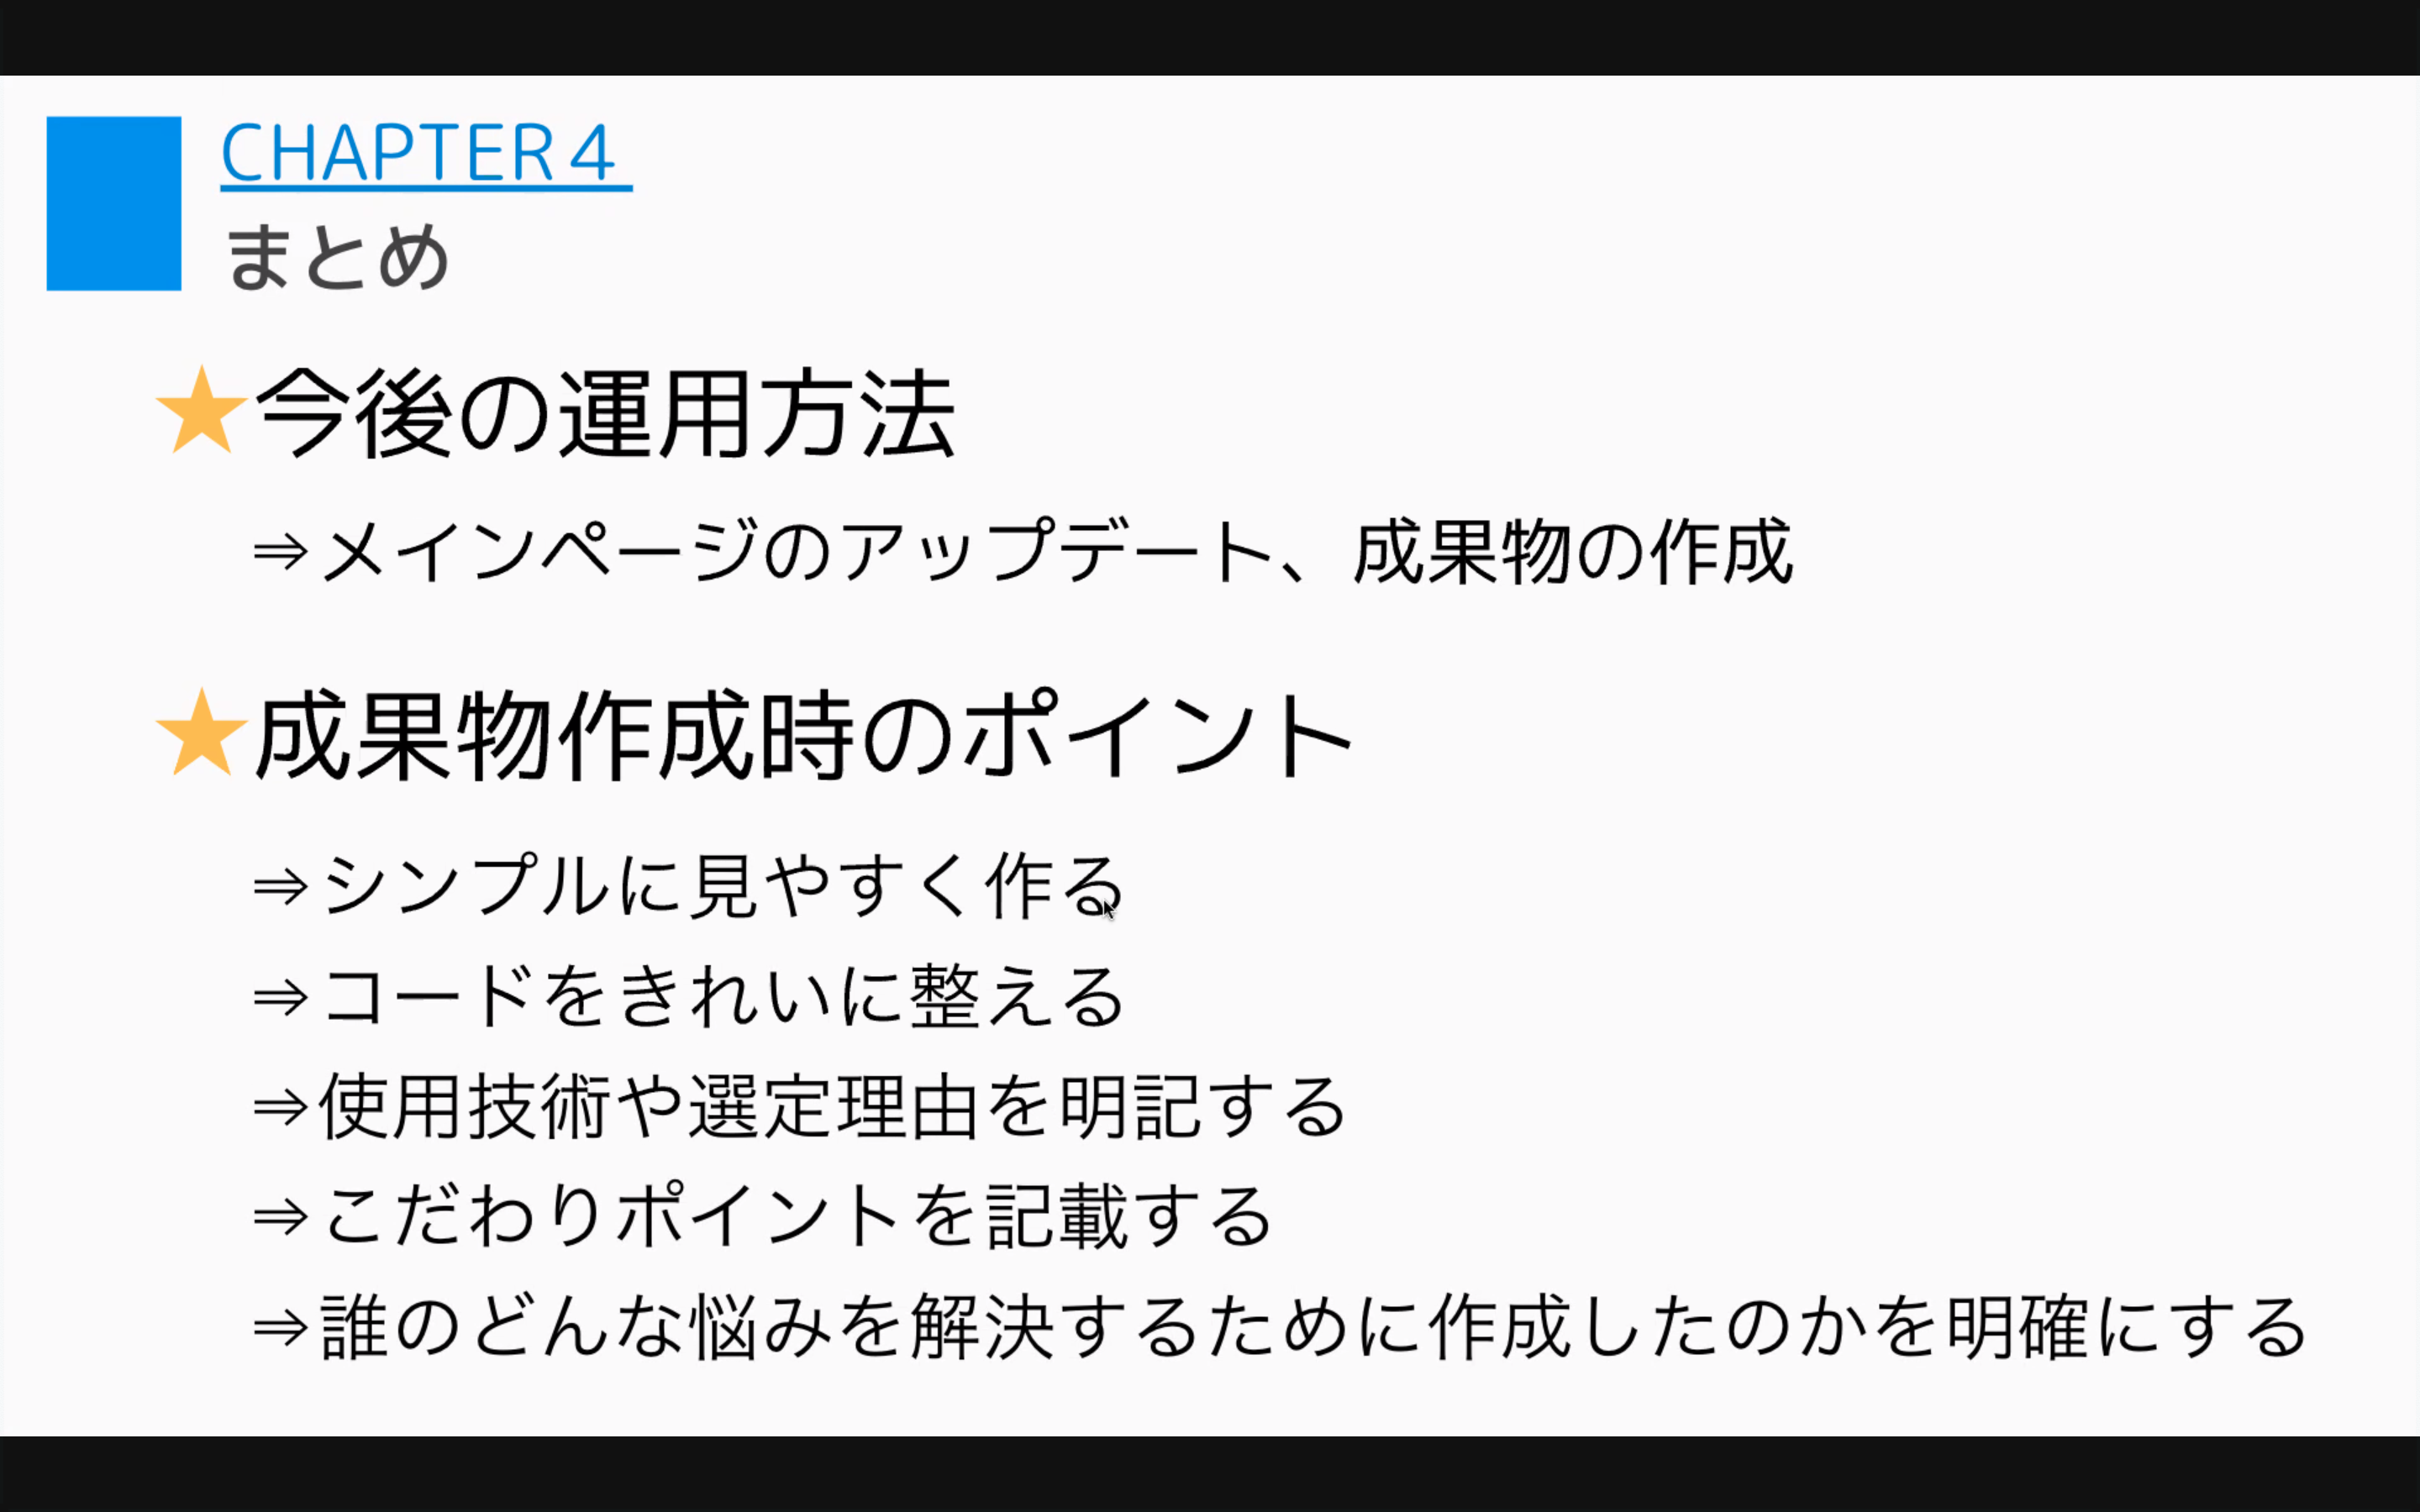 CHAPTER４
まとめ
★今後の運用方法
⇒メインページのアップデート、成果物の作成
★成果物作成時のポイント
⇒シンプルに見やすく作る
⇒コードをきれいに整える
⇒使用技術や選定理由を明記する
⇒こだわりポイントを記載する
⇒誰のどんな悩みを解決するために作成したのかを明確にする